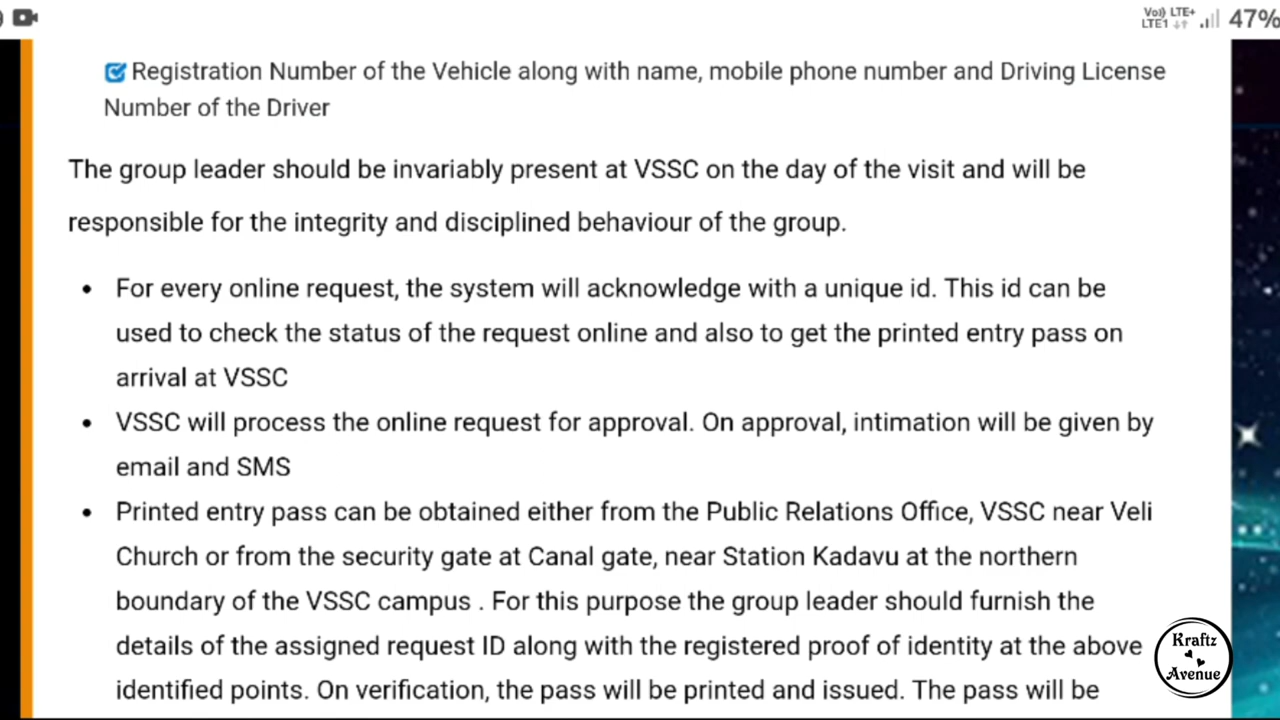 Vo)) LTE+
LTE1 47%
Registration Number of the Vehicle along with name, mobile phone number and Driving License
Number of the Driver
The group leader should be invariably present at VSSC on the day of the visit and will be
responsible for the integrity and disciplined behaviour of the group.
For every online request, the system will acknowledge with a unique id. This id can be
used to check the status of the request online and also to get the printed entry pass on
arrival at VSSC
VSSC will process the online request for approval. On approval, intimation will be given by
email and SMS
Printed entry pass can be obtained either from the Public Relations Office, VSSC near Veli
Church or from the security gate at Canal gate, near Station Kadavu at the northern
boundary of the VSSC campus . For this purpose the group leader should furnish the
details of the assigned request ID along with the registered proof of identity at the above
identified points. On verification, the pass will be printed and issued. The pass will be
Kraftz
Avenue